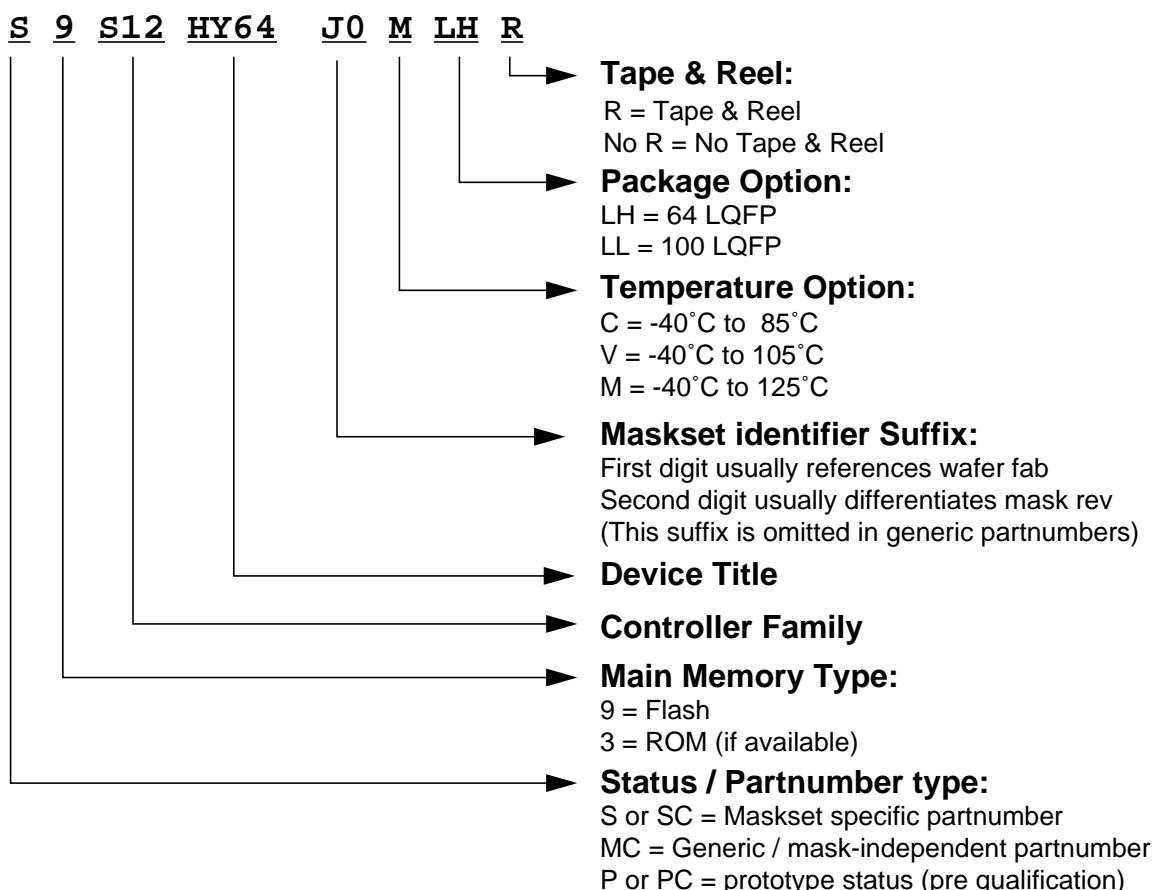 S 9 S12 HY64 J0 M LH R
Tape & Reel:
R = Tape & Reel
No R = No Tape & Reel
Package Option:
LH = 64 LQFP
LL = 100 LQFP
Temperature Option:
C = -40˚C to 85˚C
V = -40˚C to 105˚C
M = -40˚C to 125˚C
Maskset identifier Suffix:
First digit usually references wafer fab
Second digit usually differentiates mask rev
(This suffix is omitted in generic partnumbers)
Device Title
Controller Family
Main Memory Type:
9 = Flash
3 = ROM (if available)
Status / Partnumber type:
S or SC = Maskset specific partnumber
MC = Generic / mask-independent partnumber
P or PC = prototype status (pre qualification)